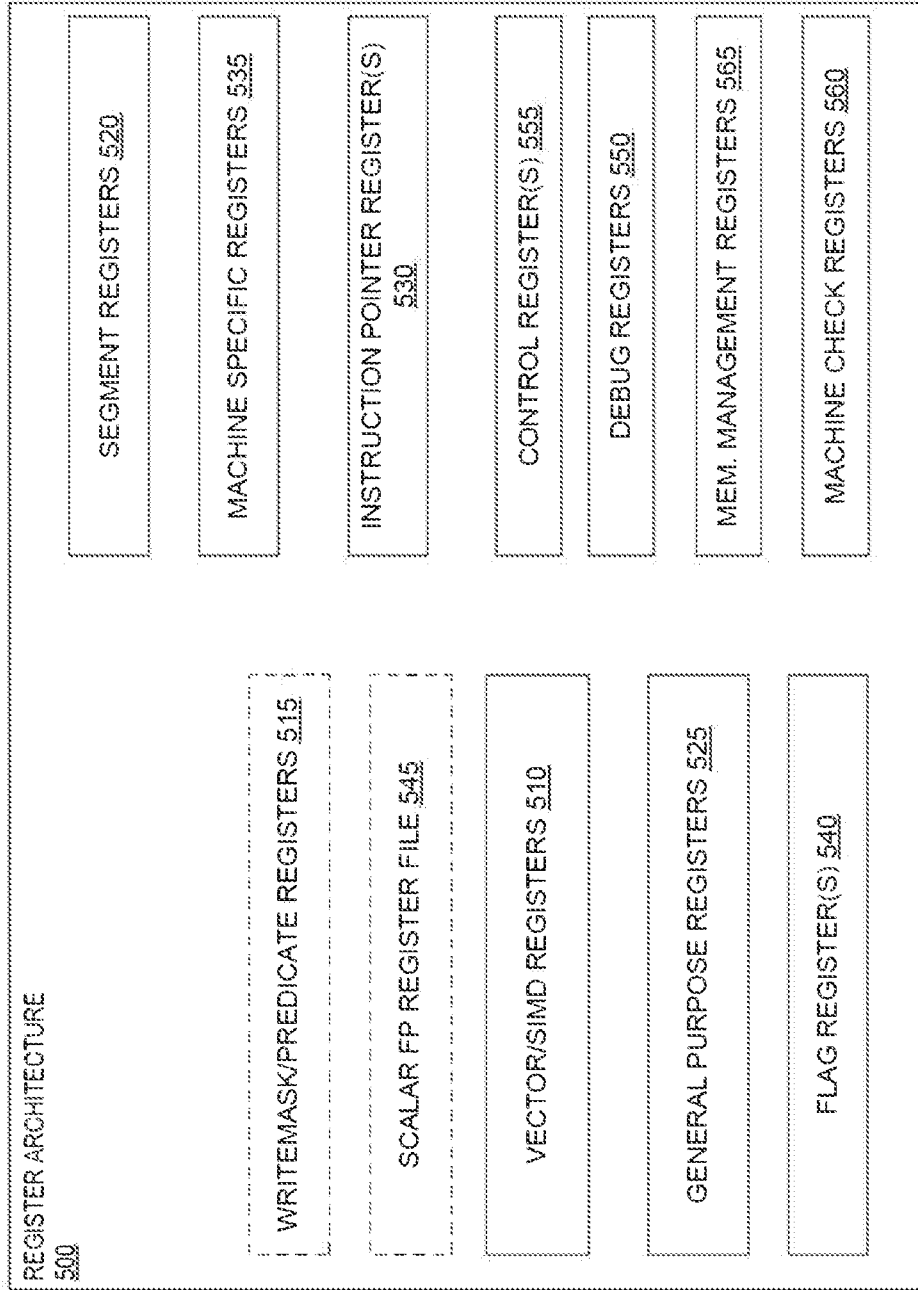 REGISTER ARCHITECTURE
500
WRITEMASK/PREDICATE REGISTERS 515
SCALAR FP REGISTER FILE 545
VECTOR/SIMD REGISTERS 510
GENERAL PURPOSE REGISTERS 525
FLAG REGISTER(S) 540
SEGMENT REGISTERS 520
MACHINE SPECIFIC REGISTERS 535
INSTRUCTION POINTER REGISTER(S)
530
CONTROL REGISTER(S) 555
DEBUG REGISTERS 550
MEM. MANAGEMENT REGISTERS 565
MACHINE CHECK REGISTERS 560